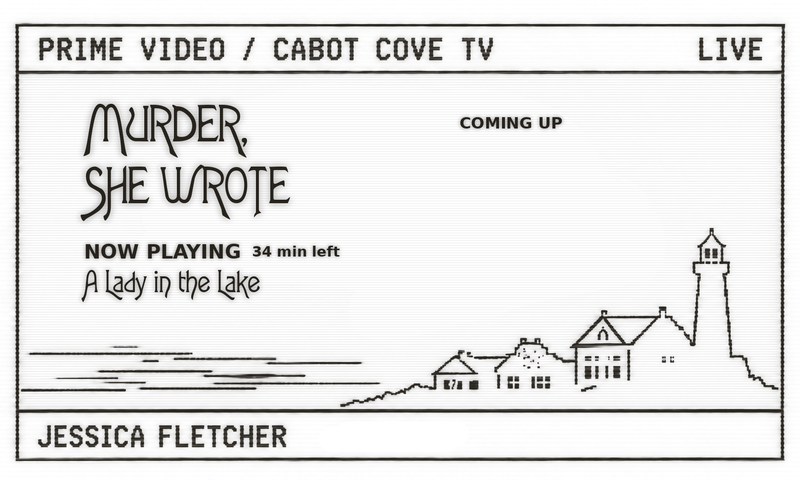 PRIME VIDEO / CABOT COVE TV LIVE
MURDER,
SHE WROTE
COMING UP
NOW PLAYING 34 min left
A Lady in the Lake
JESSICA FLETCHER